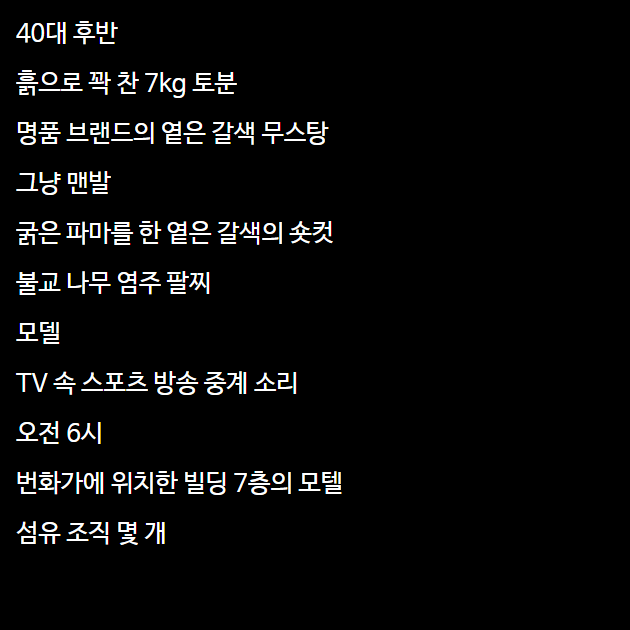 40대 후반
흙으로 꽉 찬 7kg 토분
명품 브랜드의 옅은 갈색 무스탕
그냥 맨발
굵은 파마를 한 옅은 갈색의 숏컷
불교 나무 염주 팔찌
모델
TV 속 스포츠 방송 중계 소리
오전 6시
번화가에 위치한 빌딩 7층의 모텔
섬유 조직 몇 개